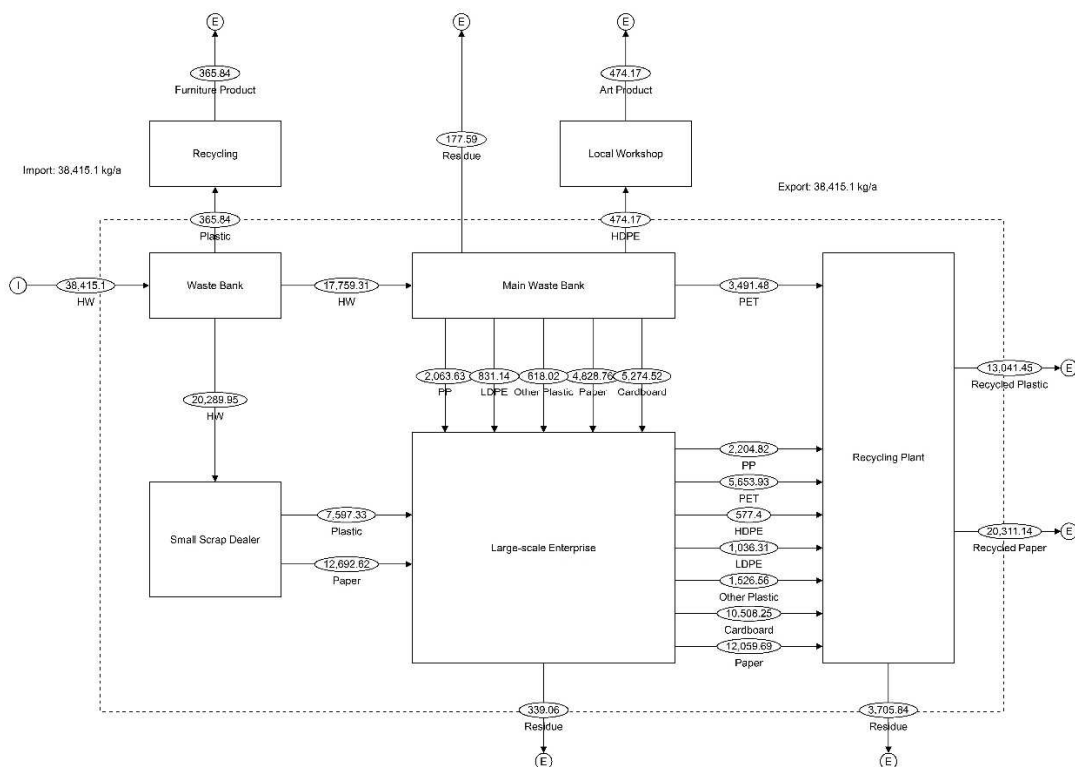 E
E
E
365.84
Furniture Product
474.17
Art Product
177.59
Residue
Recycling
Local Workshop
Import: 38,415.1 kg/a
Export: 38,415.1 kg/a
365.84
Plastic
474.17
HDPE
I
38,415.1
HW
Waste Bank
17,759.31
HW
Main Waste Bank
3,491.48
PET
2,063.63
PP
831.14
LDPE
618.02
Other Plastic
4,828.76
Paper
5,274.52
Cardboard
20,289.95
HW
13,041.45
Recycled Plastic
E
2,204.82
PP
Recycling Plant
5,653.93
PET
Small Scrap Dealer
7,597.33
Plastic
12,692.62
Paper
Large-scale Enterprise
577.4
HDPE
1,036.31
LDPE
1,526.56
Other Plastic
10,508.25
Cardboard
12,059.69
Paper
20,311.14
Recycled Paper
E
339.06
Residue
3,705.84
Residue
E
E